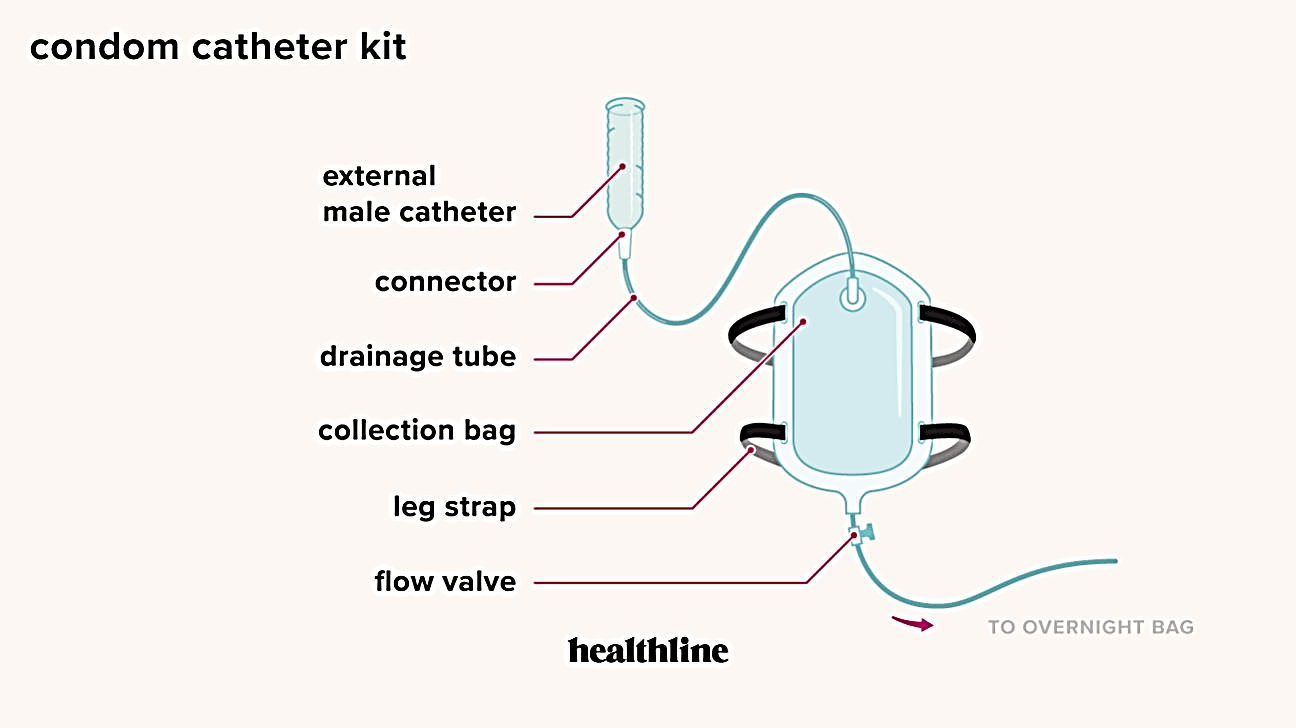 condom catheter kit
external
male catheter
connector
drainage tube
collection bag
leg strap
flow valve
TO OVERNIGHT BAG
healthline